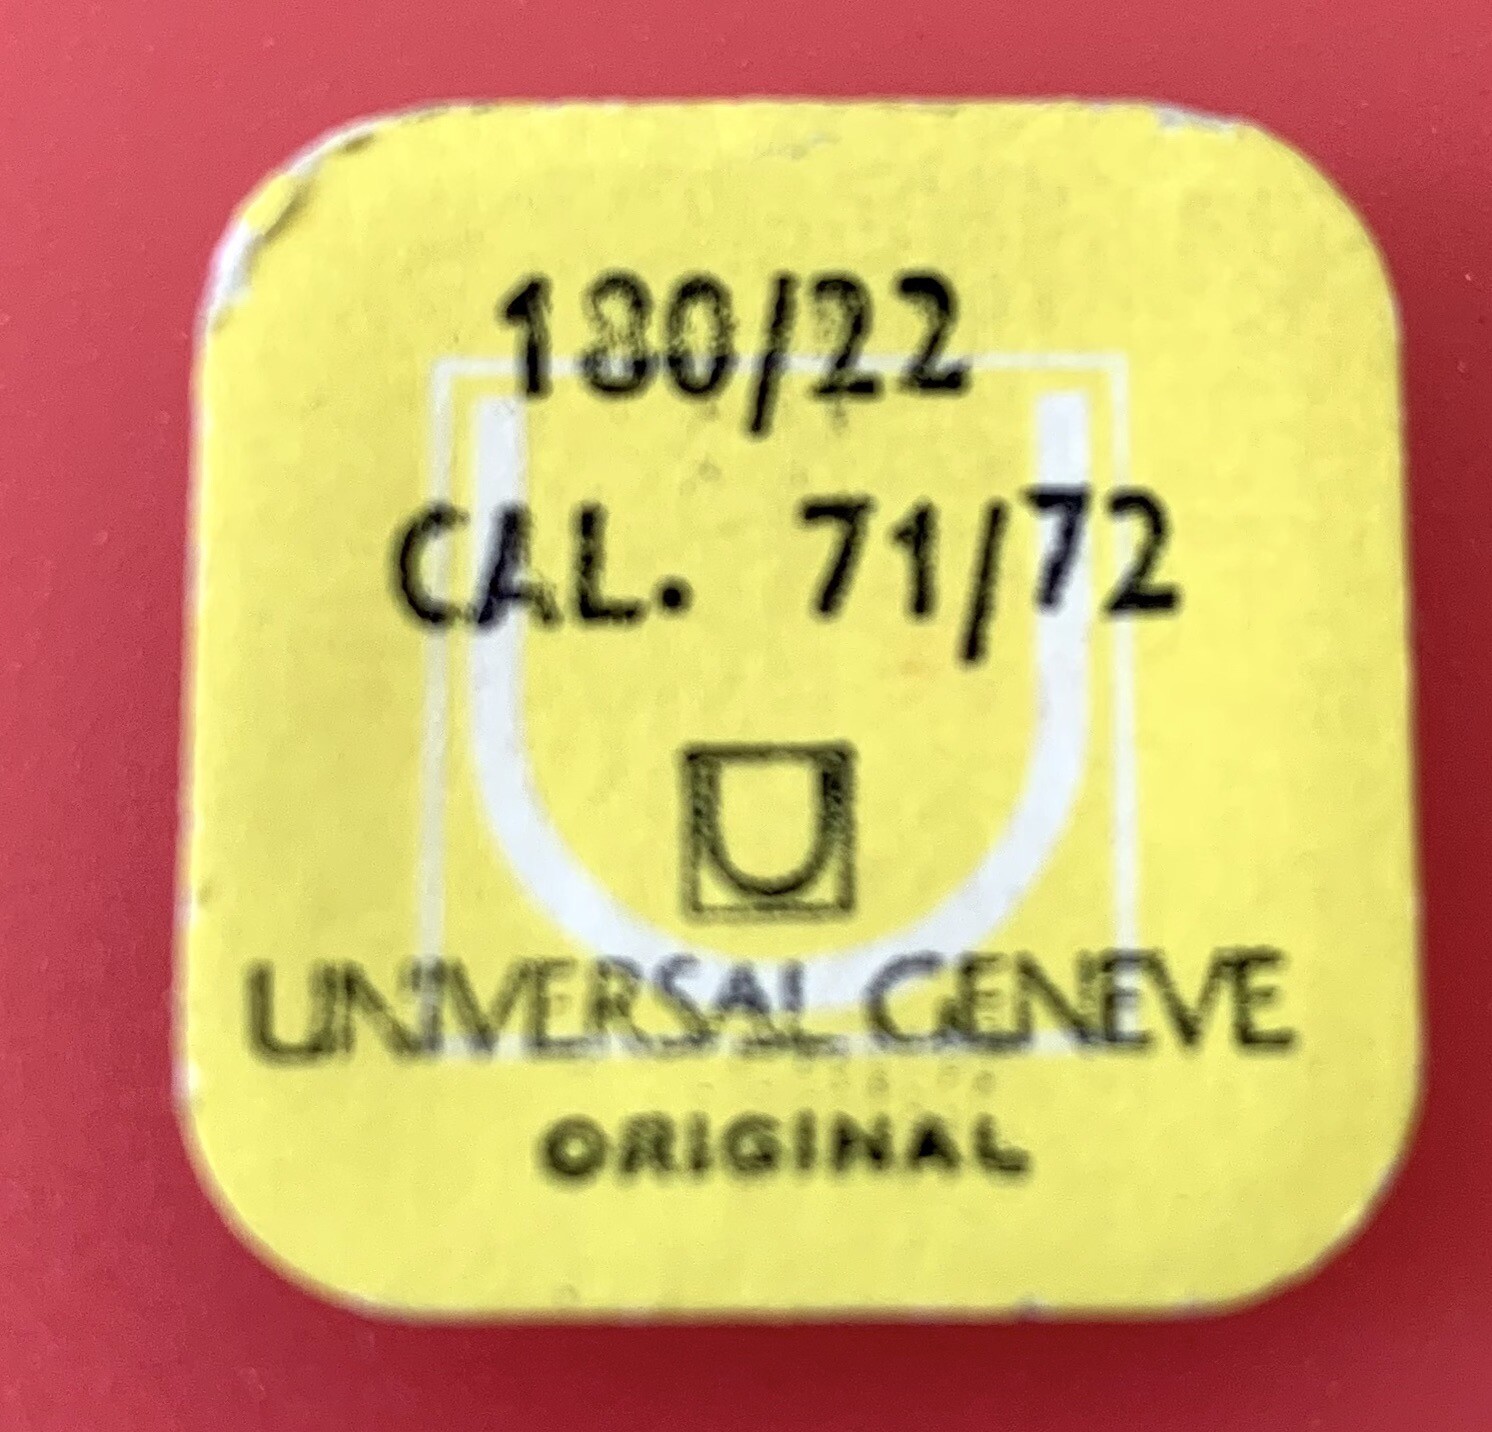 180/22
CAL. 71/72
UNIVERSAL GENEVE
ORIGINAL